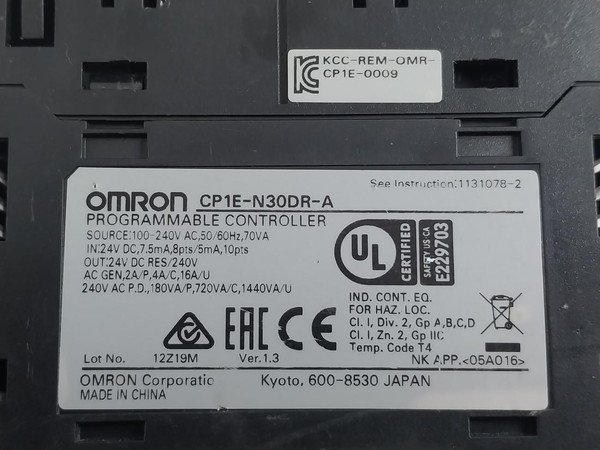 KCC-REM-OMR-
CP1E-0009
OMRON CP1E-N30DR-A
See Instruction:1131078-2
PROGRAMMABLE CONTROLLER
SOURCE:100-240V AC,50/60Hz,70VA
IN:24V DC,7.5mA,8pts/5mA,10pts
OUT:24V DC RES/240V
AC GEN,2A/P,4A/C,16A/U
240V AC P.D.,180VA/P,720VA/C,1440VA/U
UL CERTIFIED
SAFETY US CA
E229703
IND. CONT. EQ.
FOR HAZ. LOC.
Cl. I, Div. 2, Gp A,B,C,D
Cl. I, Zn. 2, Gp IIC
Temp. Code T4
EAC CE
Lot No. 12Z19M Ver.1.3
NK APP.<05A016>
OMRON Corporatio Kyoto, 600-8530 JAPAN
MADE IN CHINA